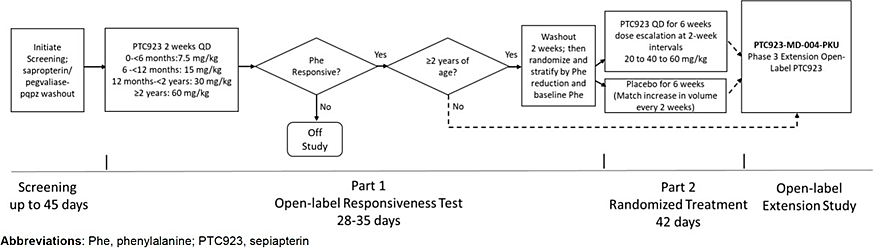 Initiate
Screening;
sapropterin/
pegvaliase-
pqpz washout
PTC923 2 weeks QD
0-<6 months:7.5 mg/kg
6 -<12 months: 15 mg/kg
12 months-<2 years: 30 mg/kg
≥2 years: 60 mg/kg
Phe
Responsive?
Yes
No
Off
Study
≥2 years of
age?
Yes
No
Washout
2 weeks; then
randomize and
stratify by Phe
reduction and
baseline Phe
PTC923 QD for 6 weeks
dose escalation at 2-week
intervals
20 to 40 to 60 mg/kg
Placebo for 6 weeks
(Match increase in volume
every 2 weeks)
PTC923-MD-004-PKU
Phase 3 Extension Open-
Label PTC923
Screening
up to 45 days
Part 1
Open-label Responsiveness Test
28-35 days
Part 2
Randomized Treatment
42 days
Open-label
Extension Study
Abbreviations: Phe, phenylalanine; PTC923, sepiapterin